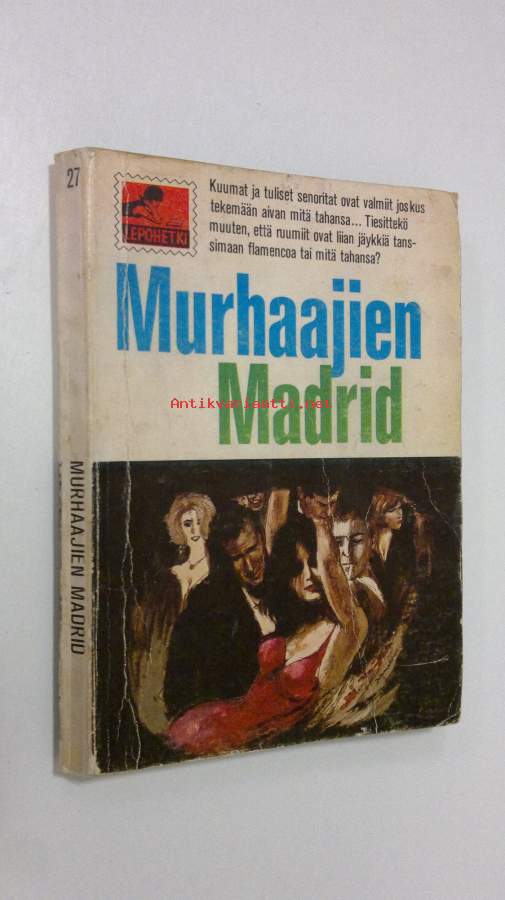 27
MURHAAJIEN MADRID
LEPOHETKI
Kuumat ja tuliset senoritat ovat valmiit joskus
tekemään aivan mitä tahansa... Tiesittekö
muuten, että ruumiit ovat liian jäykkiä tans-
simaan flamencoa tai mitä tahansa?
Murhaajien
Madrid
Antikvariaatti.net